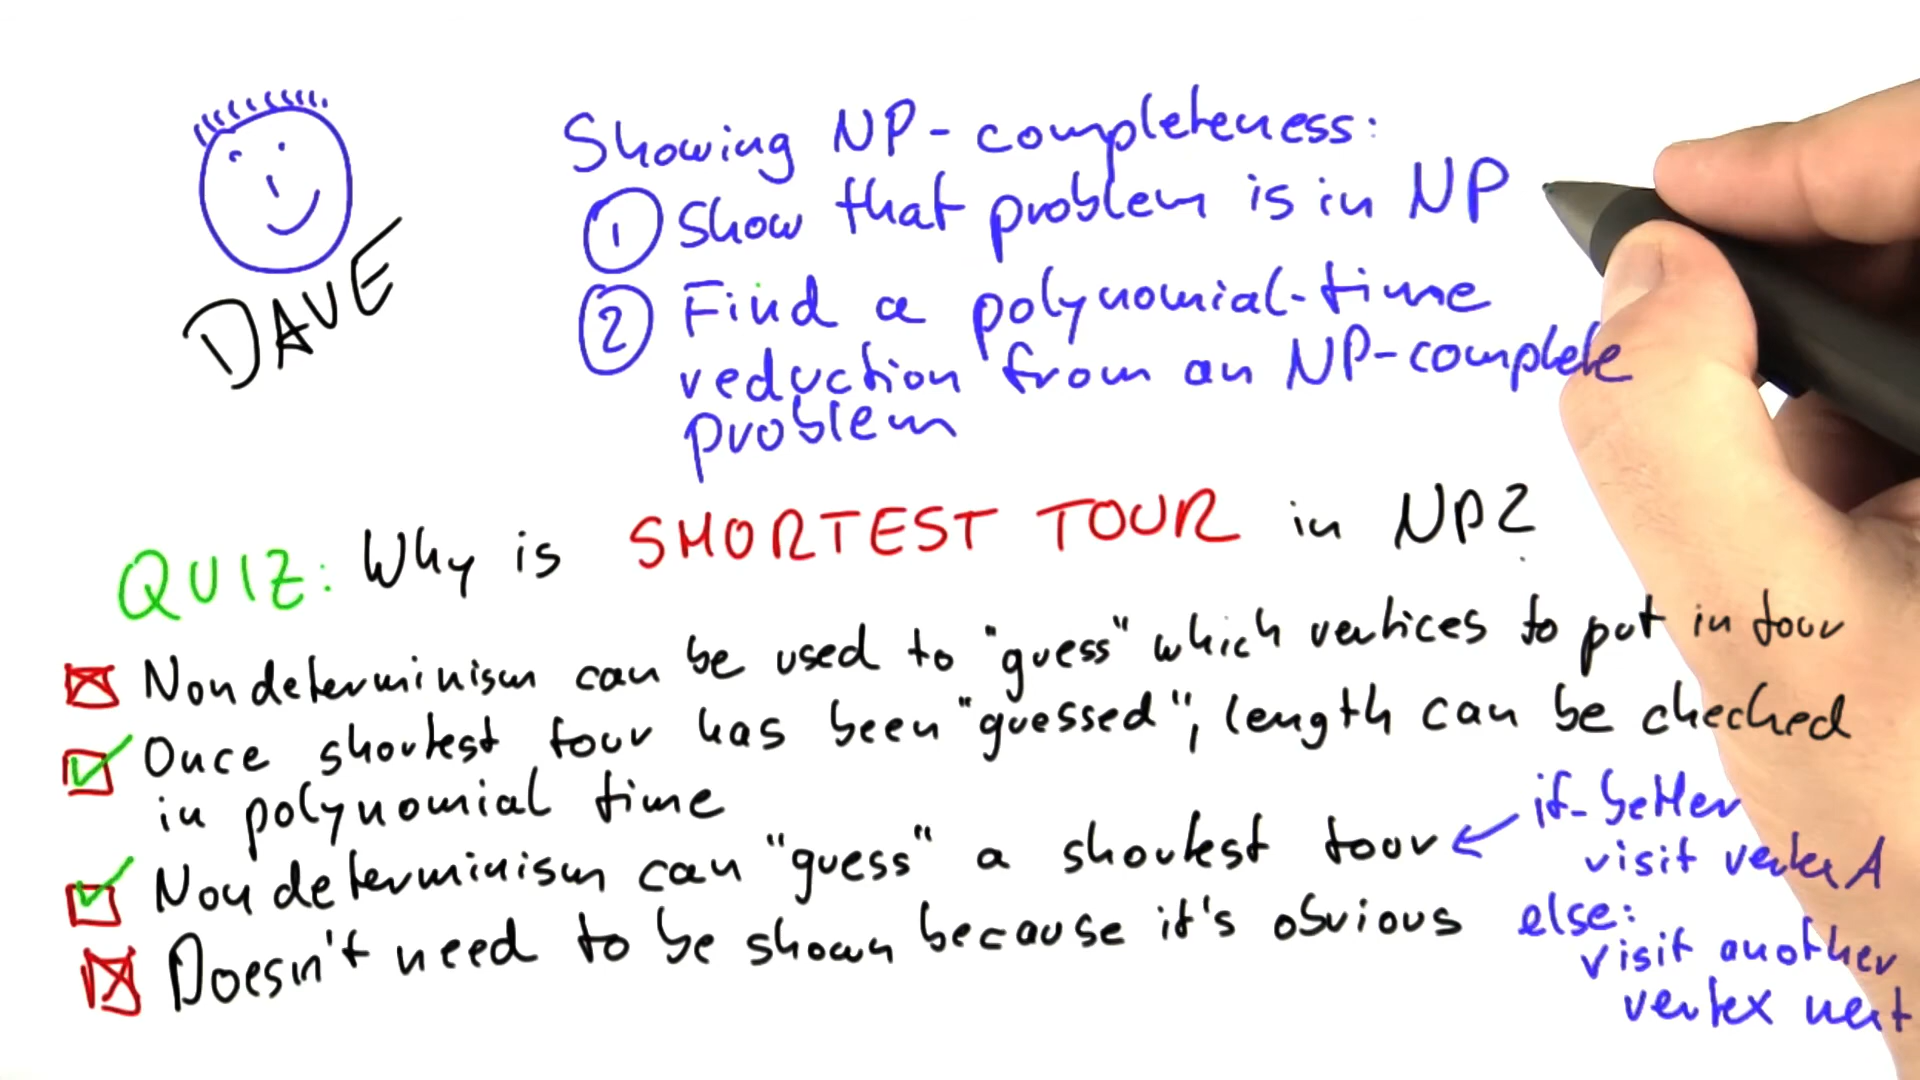 DAVE
Showing NP-completeness:
1 Show that problem is in NP
2 Find a polynomial-time
reduction from an NP-complete
problem
QUIZ: Why is SHORTEST TOUR in NP?
Nondeterminism can be used to "guess" which vertices to put in tour
Once shortest tour has been "guessed", length can be checked
in polynomial time
Nondeterminism can "guess" a shortest tour
Doesn't need to be shown because it's obvious
if-better
visit vertex A
else:
visit another
vertex next